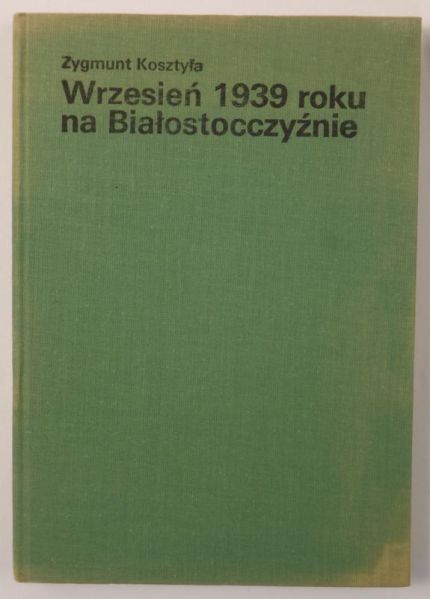 Zygmunt Kosztyła
Wrzesień 1939 roku
na Białostocczyźnie